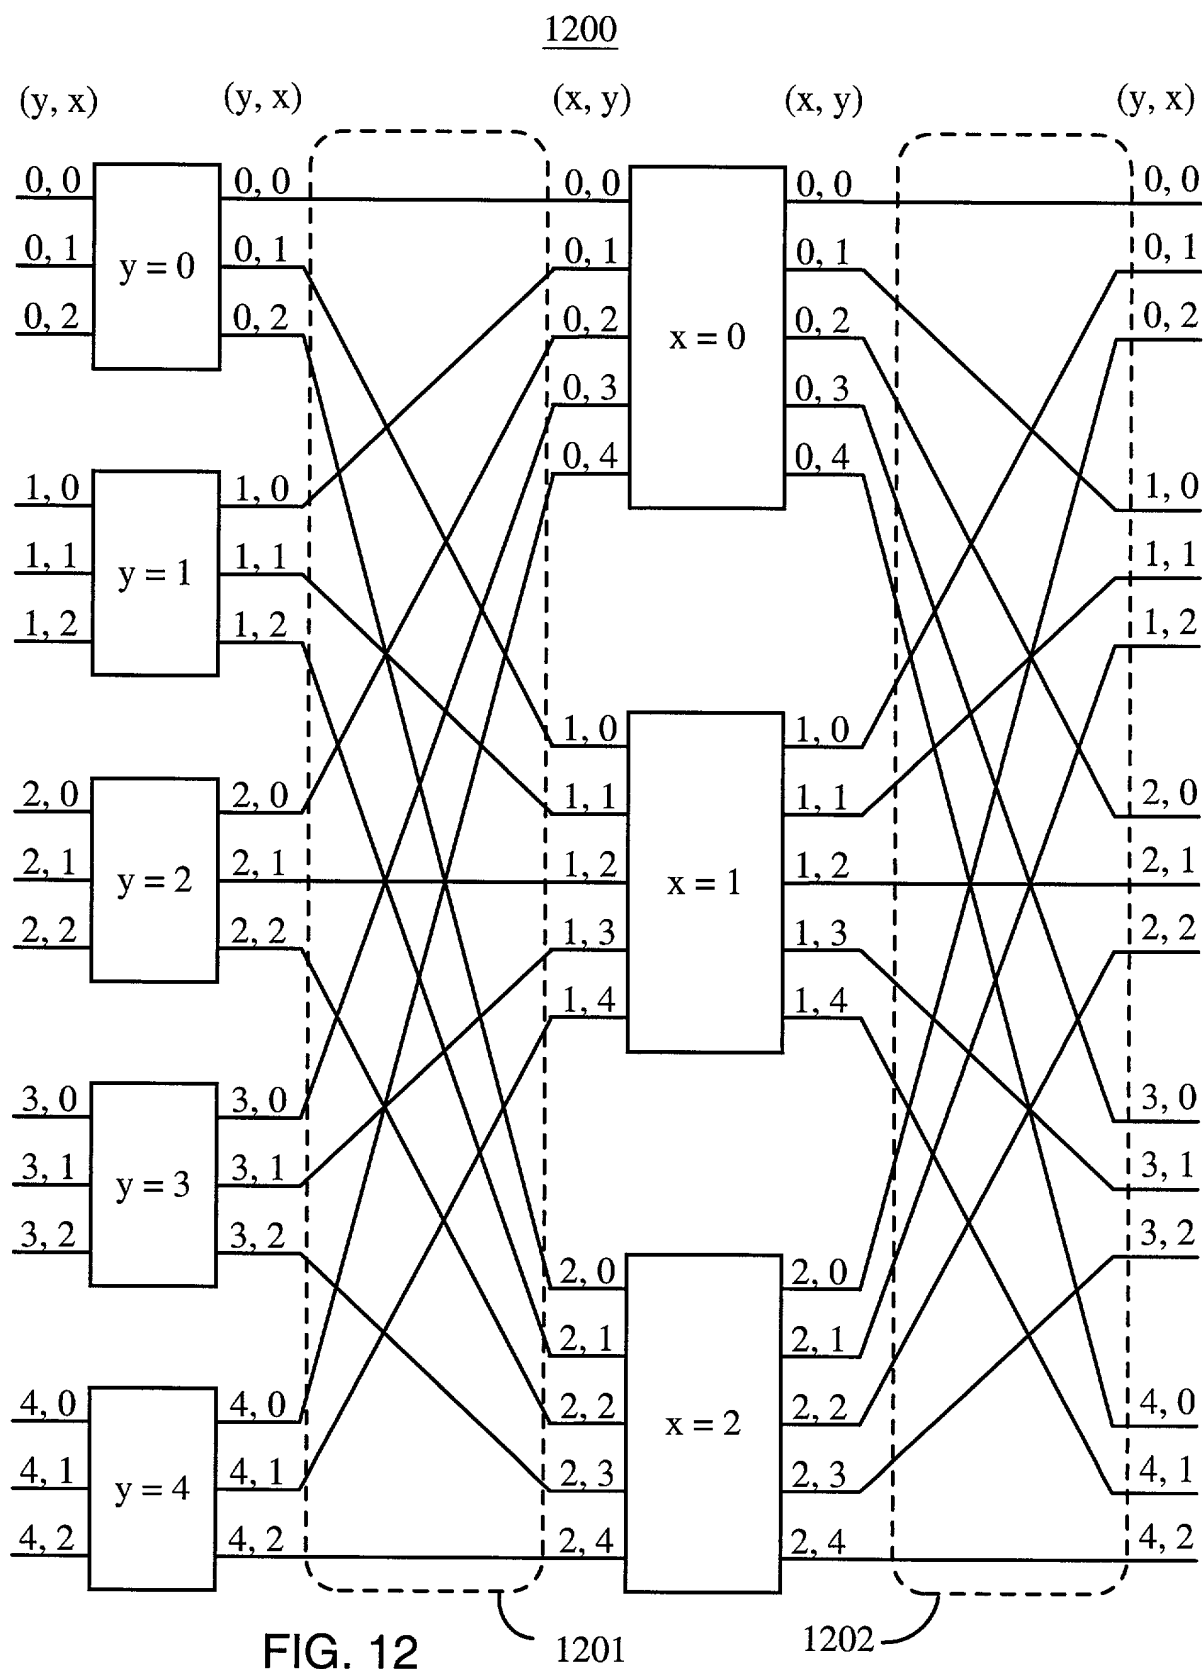 1200
(y, x) (y, x) (x, y) (x, y) (y, x)
0, 0 0, 0 0, 0 0, 0 0, 0
0, 1 y = 0 0, 1 0, 1 0, 1 0, 1
0, 2 0, 2 0, 2 x = 0 0, 2 0, 2
0, 3 0, 3
0, 4 0, 4
1, 0 1, 0 1, 0
1, 1 y = 1 1, 1 1, 1
1, 2 1, 2 1, 2
1, 0 1, 0
2, 0 2, 0 1, 1 1, 1 2, 0
2, 1 y = 2 2, 1 1, 2 x = 1 1, 2 2, 1
2, 2 2, 2 1, 3 1, 3 2, 2
1, 4 1, 4
3, 0 3, 0 3, 0
3, 1 y = 3 3, 1 3, 1
3, 2 3, 2 3, 2
2, 0 2, 0
2, 1 2, 1
4, 0 4, 0 2, 2 x = 2 2, 2 4, 0
4, 1 y = 4 4, 1 2, 3 2, 3 4, 1
4, 2 4, 2 2, 4 2, 4 4, 2
FIG. 12 1201 1202